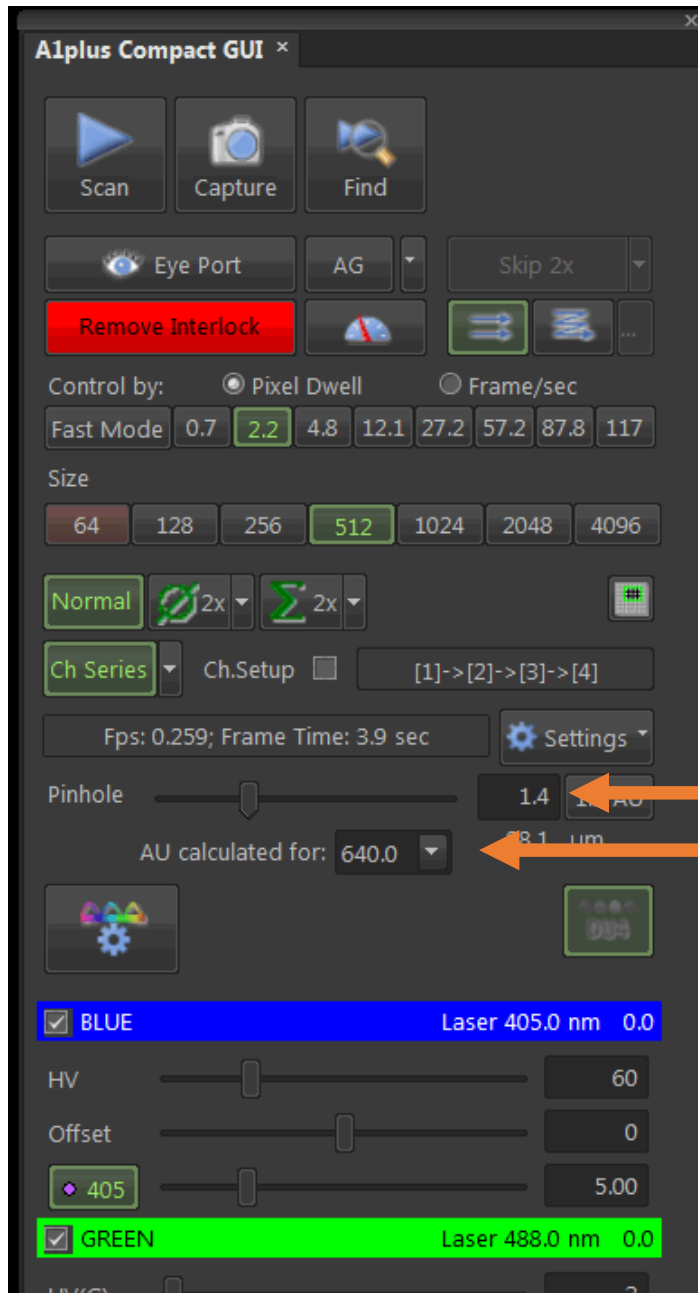 A1plus Compact GUI ×
Scan Capture Find
Eye Port AG Skip 2x
Remove Interlock ...
Control by: Pixel Dwell Frame/sec
Fast Mode 0.7 2.2 4.8 12.1 27.2 57.2 87.8 117
Size
64 128 256 512 1024 2048 4096
Normal 2x Σ 2x
Ch Series Ch.Setup [1]->[2]->[3]->[4]
Fps: 0.259; Frame Time: 3.9 sec Settings
Pinhole 1.4 AU
AU calculated for: 640.0 8.1 µm
BLUE Laser 405.0 nm 0.0
HV 60
Offset 0
405 5.00
GREEN Laser 488.0 nm 0.0